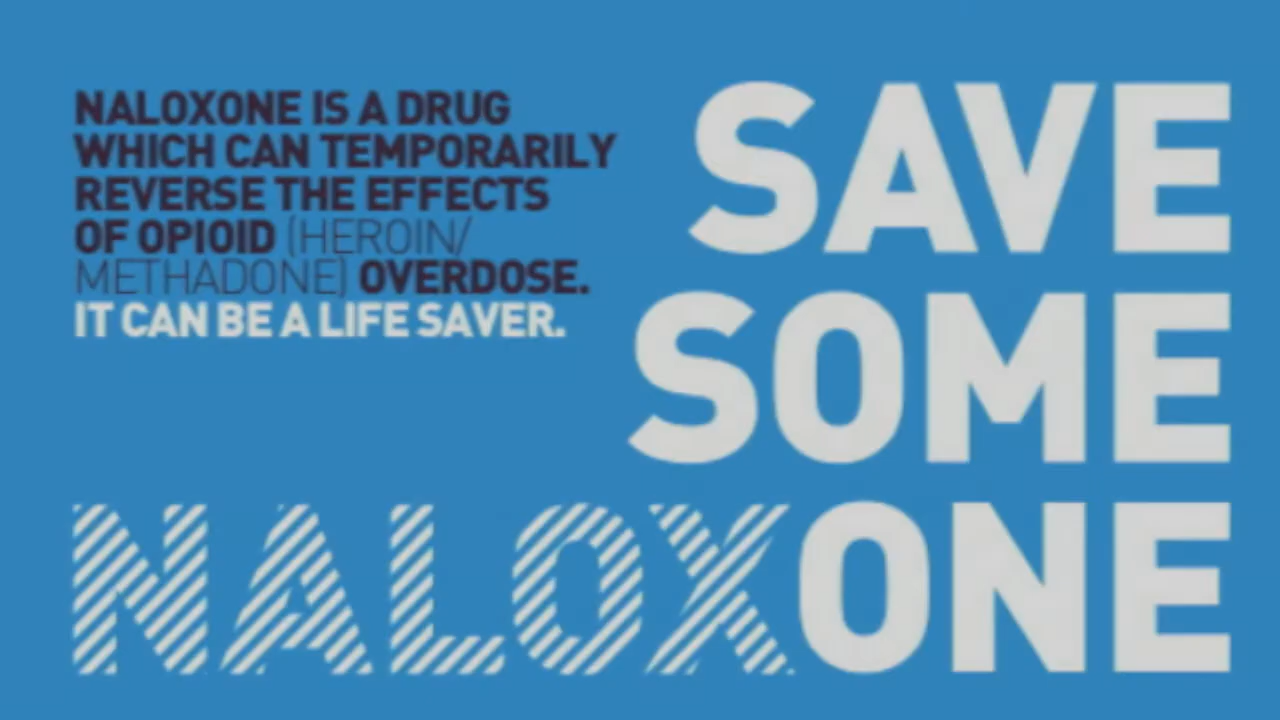 NALOXONE IS A DRUG
WHICH CAN TEMPORARILY
REVERSE THE EFFECTS
OF OPIOID (HEROIN/
METHADONE) OVERDOSE.
IT CAN BE A LIFE SAVER.
SAVE
SOME
NALOXONE